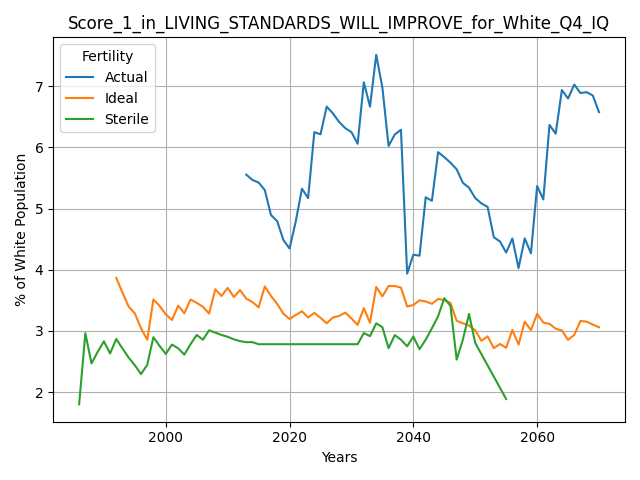 Score_1_in_LIVING_STANDARDS_WILL_IMPROVE_for_White_Q4_IQ
Fertility
Actual
Ideal
Sterile
% of White Population
7
6
5
4
3
2
2000 2020 2040 2060
Years